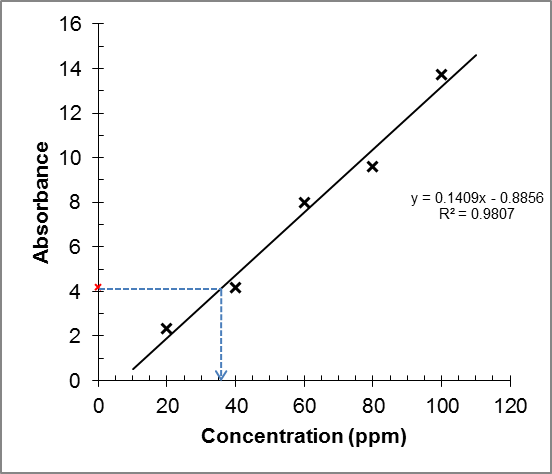 16
14
12
10
8
6
4
2
0
Absorbance
y = 0.1409x - 0.8856
R² = 0.9807
0 20 40 60 80 100 120
Concentration (ppm)